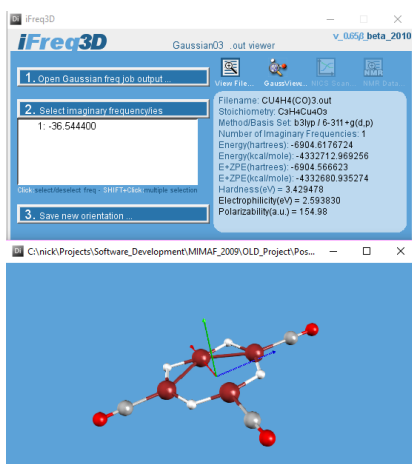 iFreq3D
iFreq3D
Gaussian03 .out viewer
v_0.65β_beta_2010
1. Open Gaussian freq job output ...
View File...
GaussView...
NICS Scan...
NMR Data...
2. Select imaginary frequency/ies
1: -36.544400
Click select/deselect freq - SHIFT+Click:multiple selection
3. Save new orientation ...
Filename: CU4H4(CO)3.out
Stoichiometry: C3H4Cu4O3
Method/Basis Set: b3lyp / 6-311+g(d,p)
Number of Imaginary Frequencies: 1
Energy(hartrees): -6904.6176724
Energy(kcal/mole): -4332712.969256
E+ZPE(hartrees): -6904.566623
E+ZPE(kcal/mole): -4332680.935274
Hardness(eV) = 3.429478
Electrophilicity(eV) = 2.593830
Polarizability(a.u.) = 154.98
Di C:\nick\Projects\Software_Development\MIMAF_2009\OLD_Project\Pos...